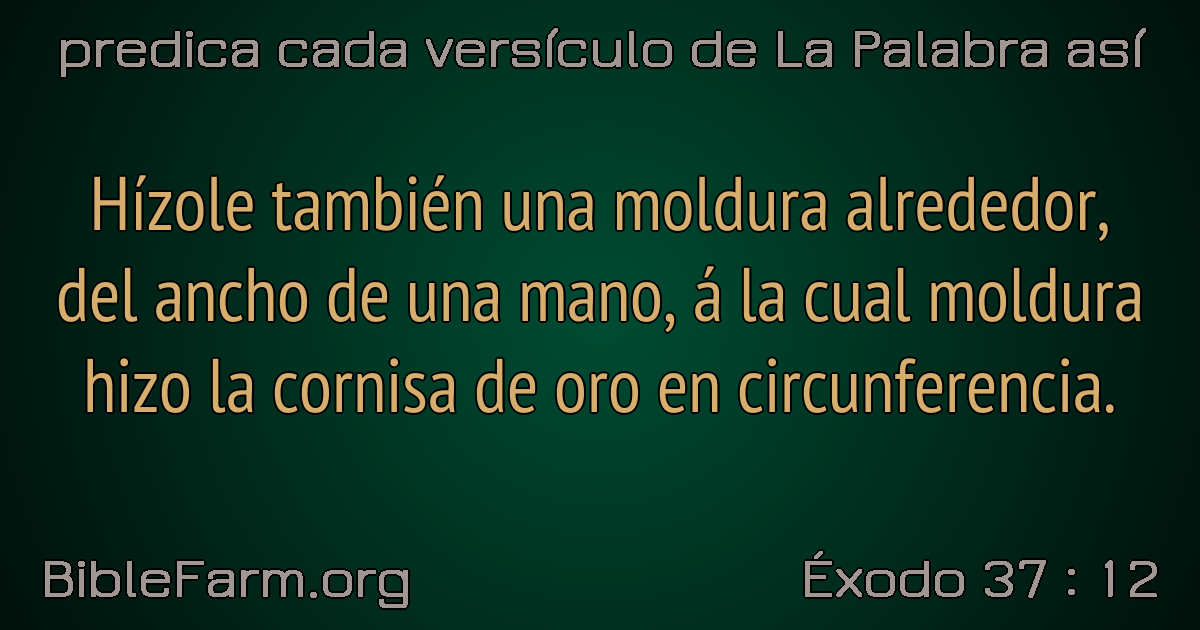 predica cada versículo de La Palabra así
Hízole también una moldura alrededor,
del ancho de una mano, á la cual moldura
hizo la cornisa de oro en circunferencia.
BibleFarm.org
Éxodo 37 : 12